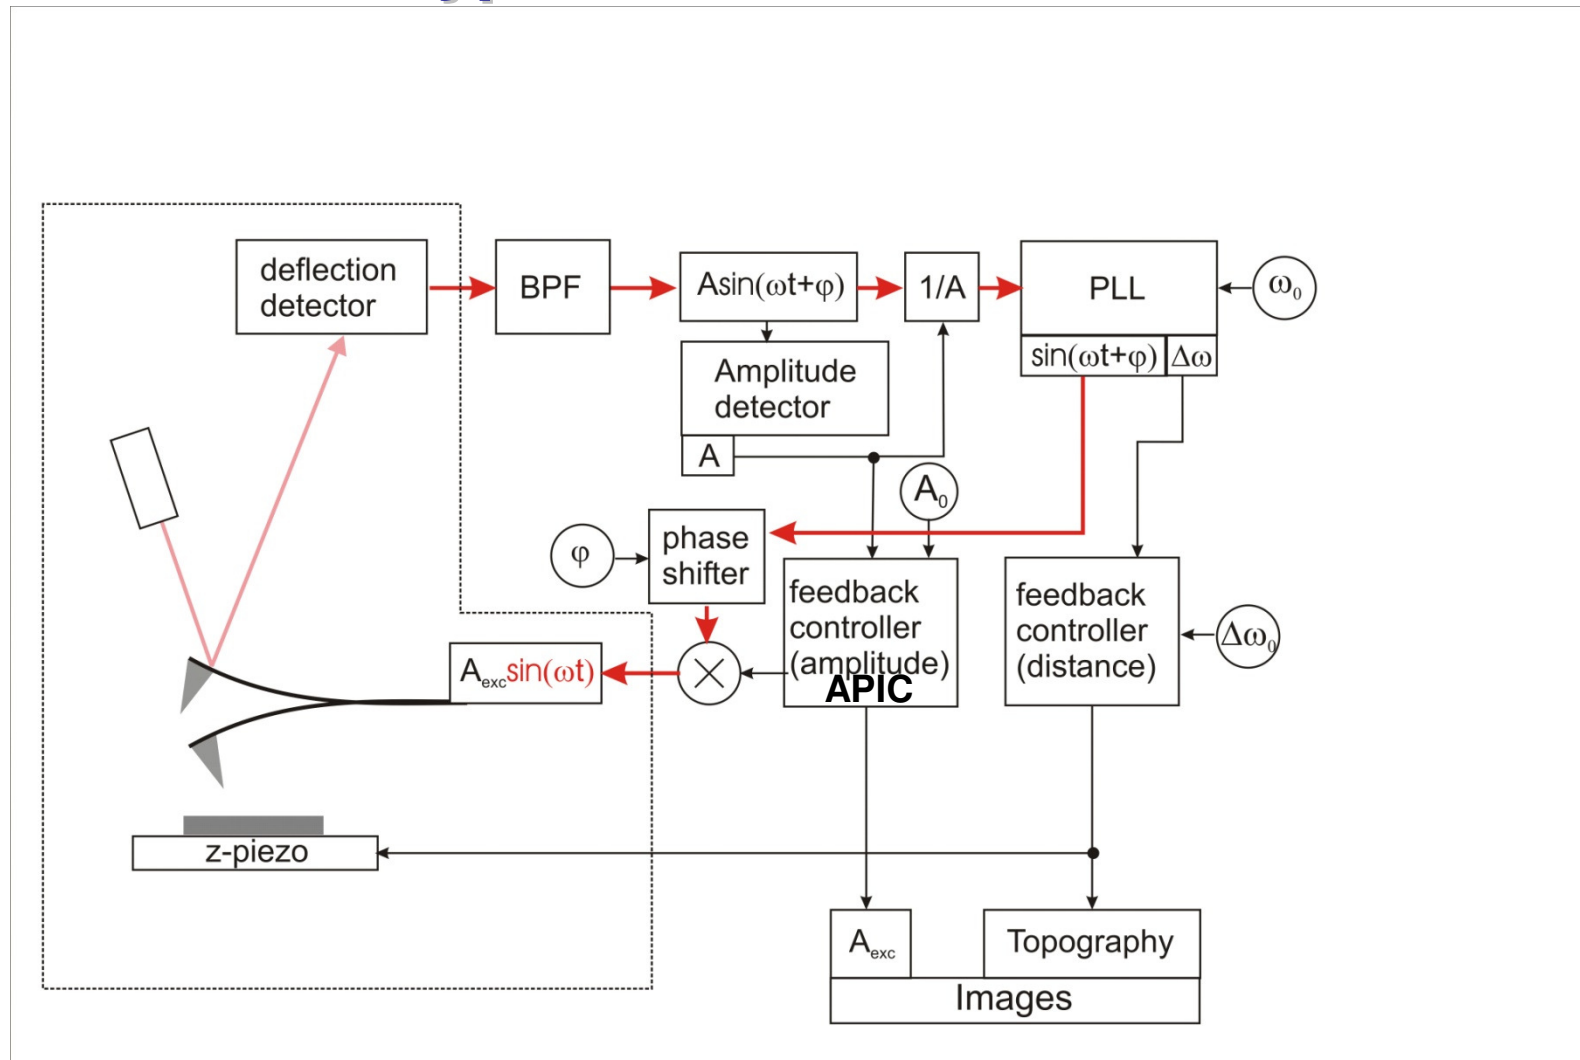 deflection
detector
BPF
Asin(ωt+φ)
1/A
PLL
ω₀
sin(ωt+φ)
Δω
Amplitude
detector
A
A₀
φ
phase
shifter
feedback
controller
(amplitude)
APIC
feedback
controller
(distance)
Δω₀
Aexcsin(ωt)
z-piezo
Aexc
Topography
Images